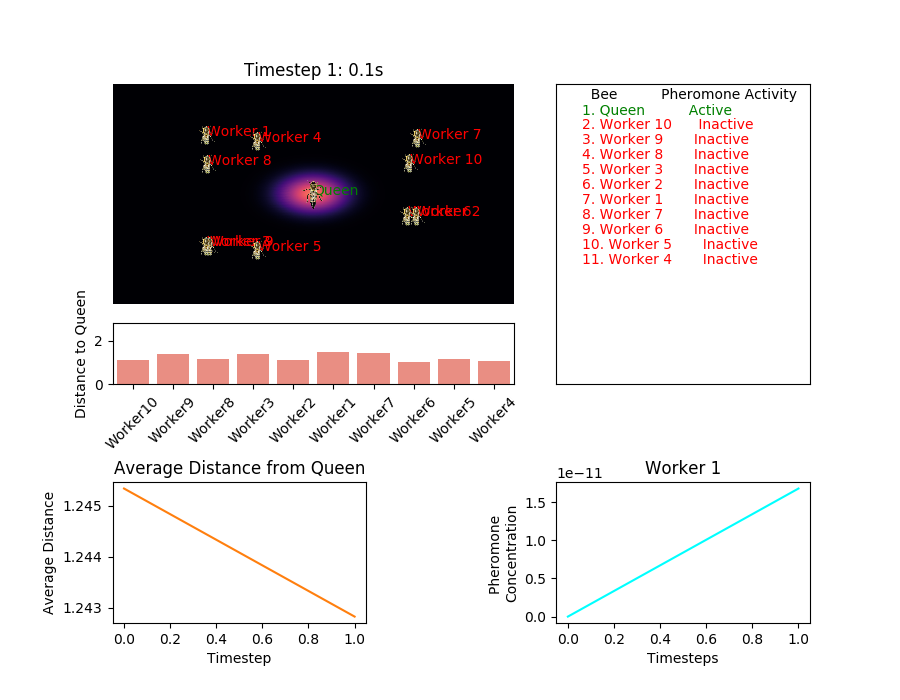 Timestep 1: 0.1s
Worker 1
Worker 4
Worker 7
Worker 8
Worker 10
Queen
Worker 2
Worker 5
Bee Pheromone Activity
1. Queen Active
2. Worker 10 Inactive
3. Worker 9 Inactive
4. Worker 8 Inactive
5. Worker 3 Inactive
6. Worker 2 Inactive
7. Worker 1 Inactive
8. Worker 7 Inactive
9. Worker 6 Inactive
10. Worker 5 Inactive
11. Worker 4 Inactive
Distance to Queen
2
0
Worker10
Worker9
Worker8
Worker3
Worker2
Worker1
Worker7
Worker6
Worker5
Worker4
Average Distance from Queen
Average Distance
1.245
1.244
1.243
0.0 0.2 0.4 0.6 0.8 1.0
Timestep
1e−11
Worker 1
Pheromone
Concentration
1.5
1.0
0.5
0.0
0.0 0.2 0.4 0.6 0.8 1.0
Timesteps